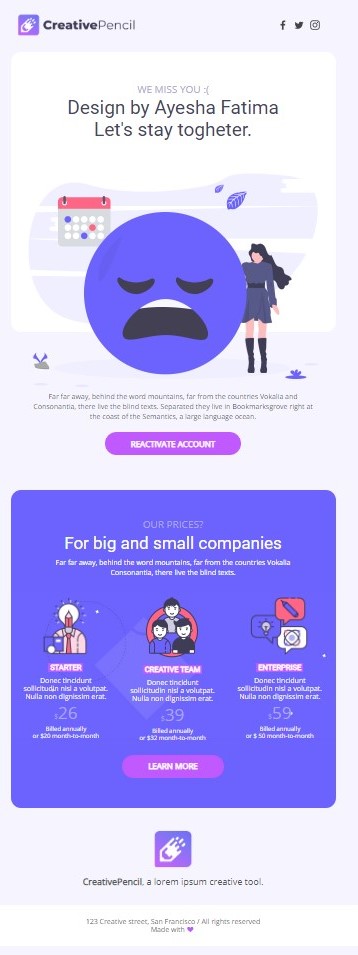 CreativePencil
WE MISS YOU :(
Design by Ayesha Fatima
Let's stay togheter.
Far far away, behind the word mountains, far from the countries Vokalia and
Consonantia, there live the blind texts. Separated they live in Bookmarksgrove right at
the coast of the Semantics, a large language ocean.
REACTIVATE ACCOUNT
OUR PRICES?
For big and small companies
Far far away, behind the word mountains, far from the countries Vokalia
Consonantia, there live the blind texts.
STARTER
Donec tincidunt
sollicitudin nisl a volutpat.
Nulla non dignissim erat.
$26
Billed annually
or $20 month-to-month
CREATIVE TEAM
Donec tincidunt
sollicitudin nisl a volutpat.
Nulla non dignissim erat.
$39
Billed annually
or $32 month-to-month
ENTERPRISE
Donec tincidunt
sollicitudin nisl a volutpat.
Nulla non dignissim erat.
$59
Billed annually
or $ 50 month-to-month
LEARN MORE
CreativePencil, a lorem ipsum creative tool.
123 Creative street, San Francisco / All rights reserved
Made with ♥